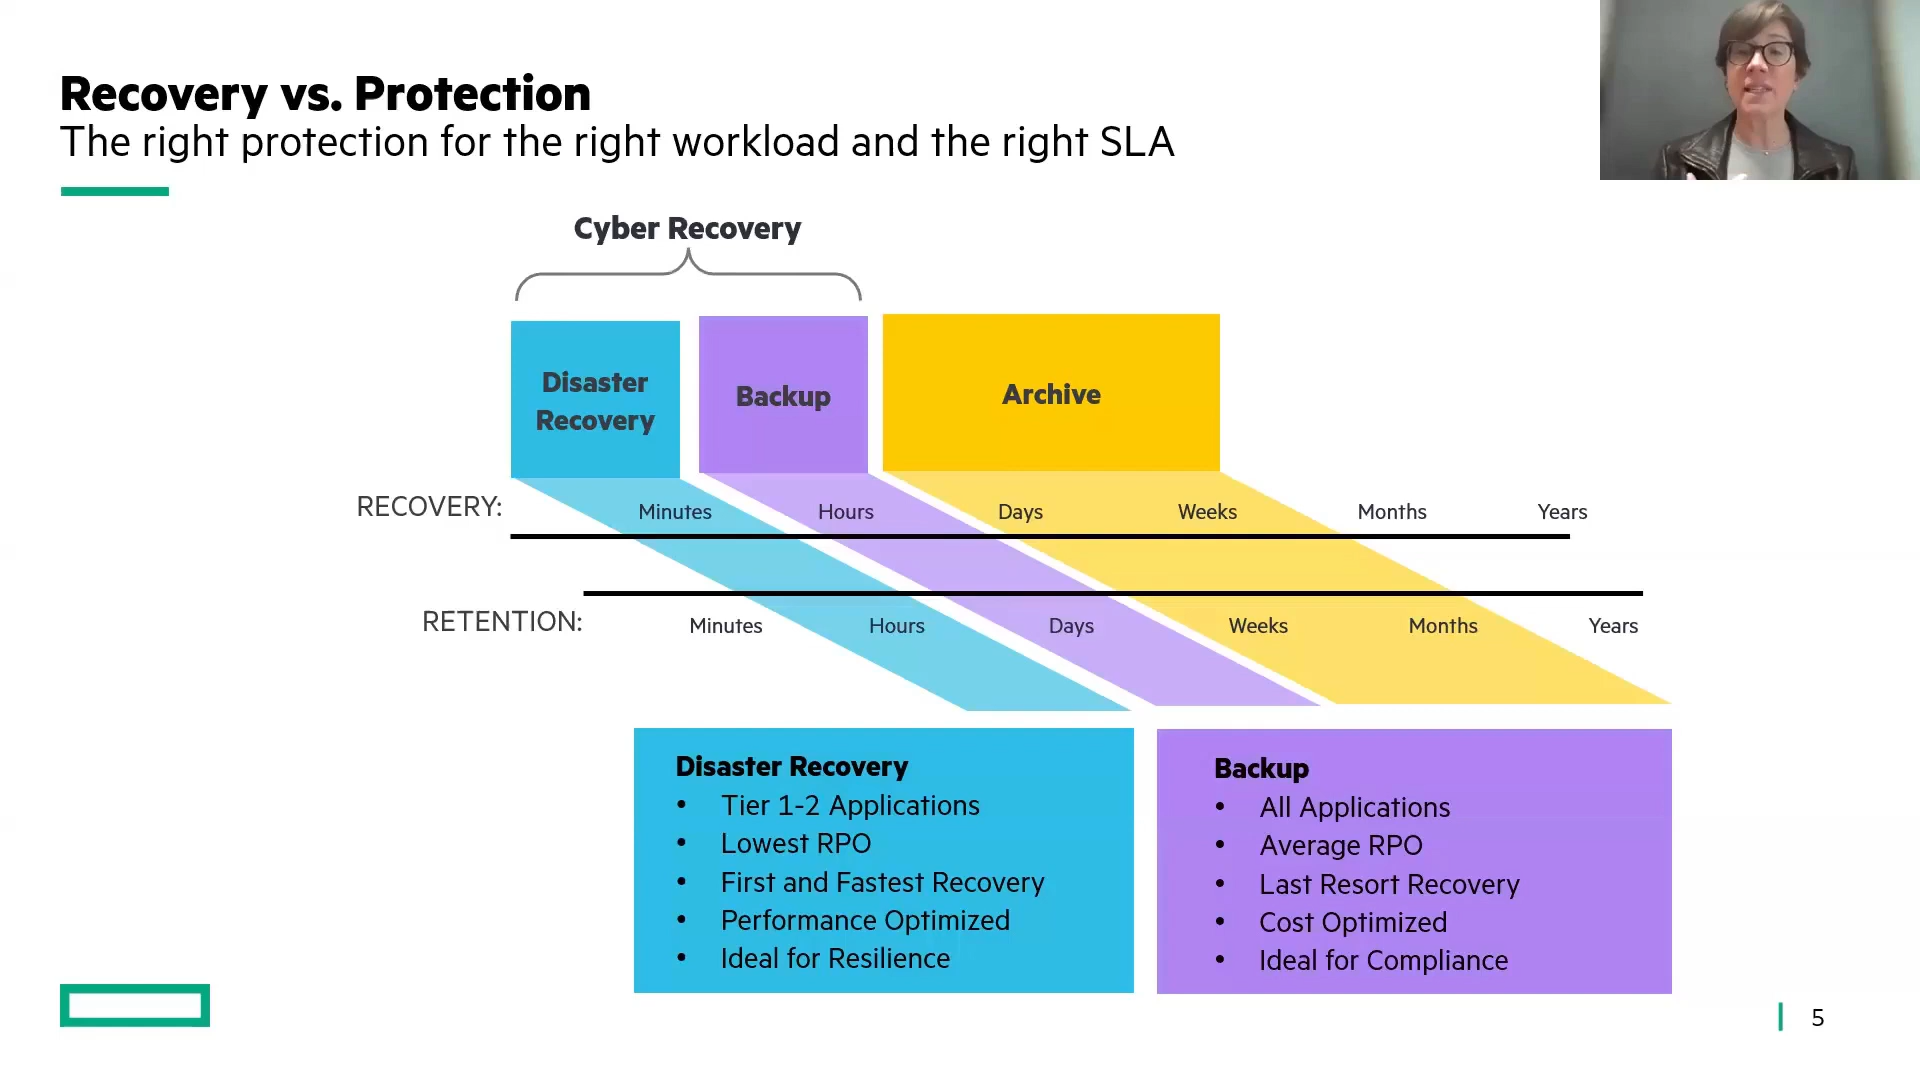 Recovery vs. Protection
The right protection for the right workload and the right SLA
Cyber Recovery
Disaster
Recovery
Backup
Archive
RECOVERY:
Minutes
Hours
Days
Weeks
Months
Years
RETENTION:
Minutes
Hours
Days
Weeks
Months
Years
Disaster Recovery
• Tier 1-2 Applications
• Lowest RPO
• First and Fastest Recovery
• Performance Optimized
• Ideal for Resilience
Backup
• All Applications
• Average RPO
• Last Resort Recovery
• Cost Optimized
• Ideal for Compliance
5